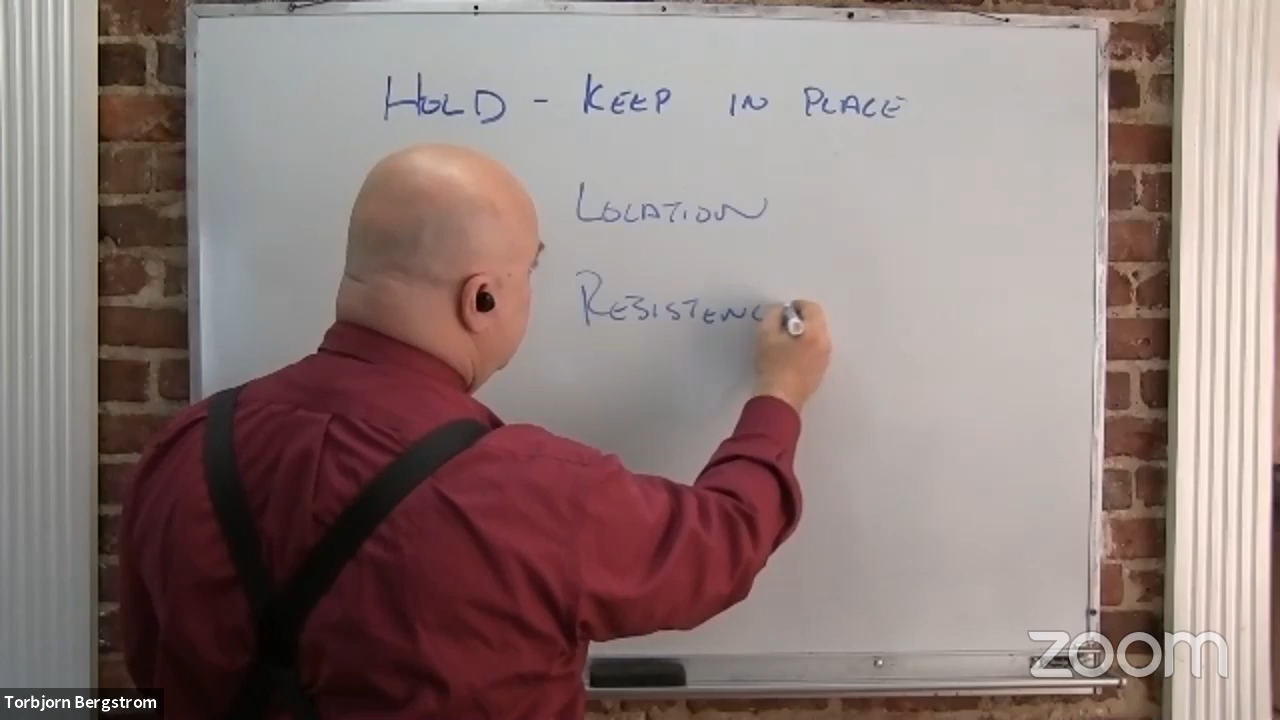 HOLD - KEEP IN PLACE
LOCATION
RESISTENC
zoom
Torbjorn Bergstrom